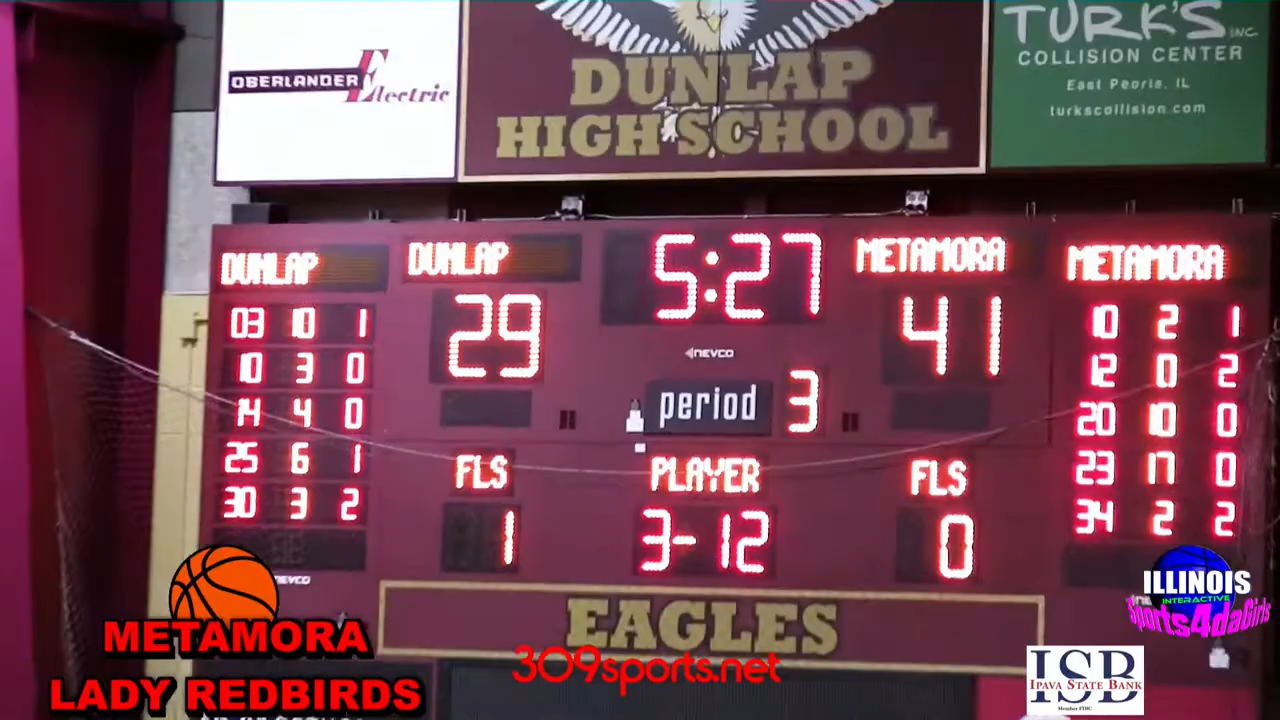 OBERLANDER
Electric
DUNLAP
HIGH SCHOOL
TURK'S INC
COLLISION CENTER
East Peoria, IL
turkscollision.com
DUNLAP
03 10 1
10 3 0
14 4 0
25 6 1
30 3 2
NEVCO
DUNLAP
29
5:27
NEVCO
period 3
METAMORA
41
FLS
1
PLAYER
3-12
FLS
0
METAMORA
10 2 1
12 0 2
20 10 0
23 17 0
34 2 2
EAGLES
METAMORA
LADY REDBIRDS
309sports.net
ILLINOIS
INTERACTIVE
Sports4daGirls
ISB
IPAVA STATE BANK
Member FDIC